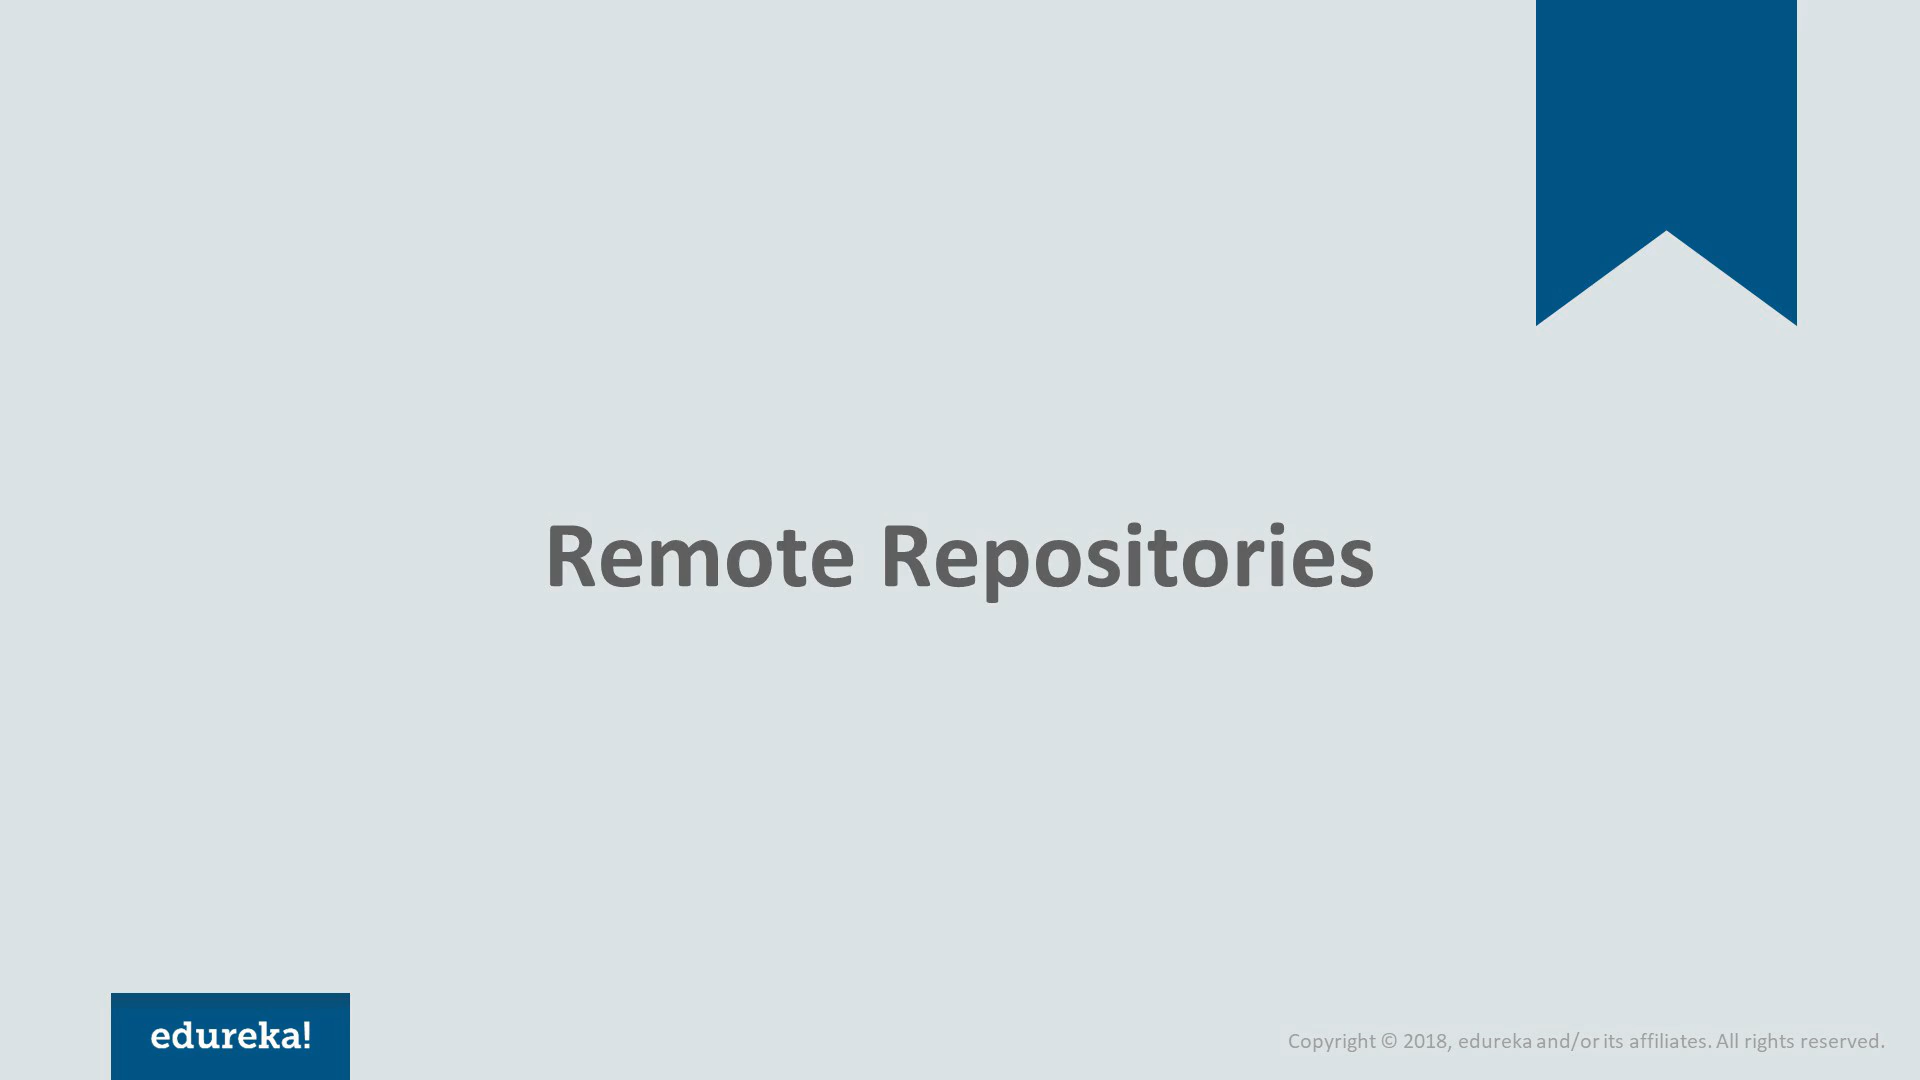 Remote Repositories
edureka!
Copyright © 2018, edureka and/or its affiliates. All rights reserved.